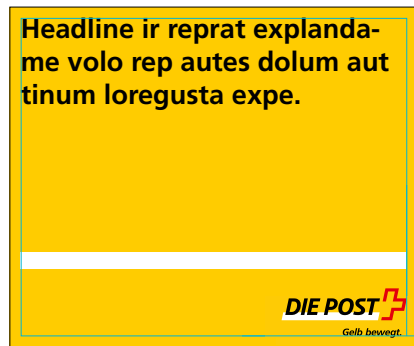 Headline ir reprat explanda-
me volo rep autes dolum aut
tinum loregusta expe.
DIE POST
Gelb bewegt.